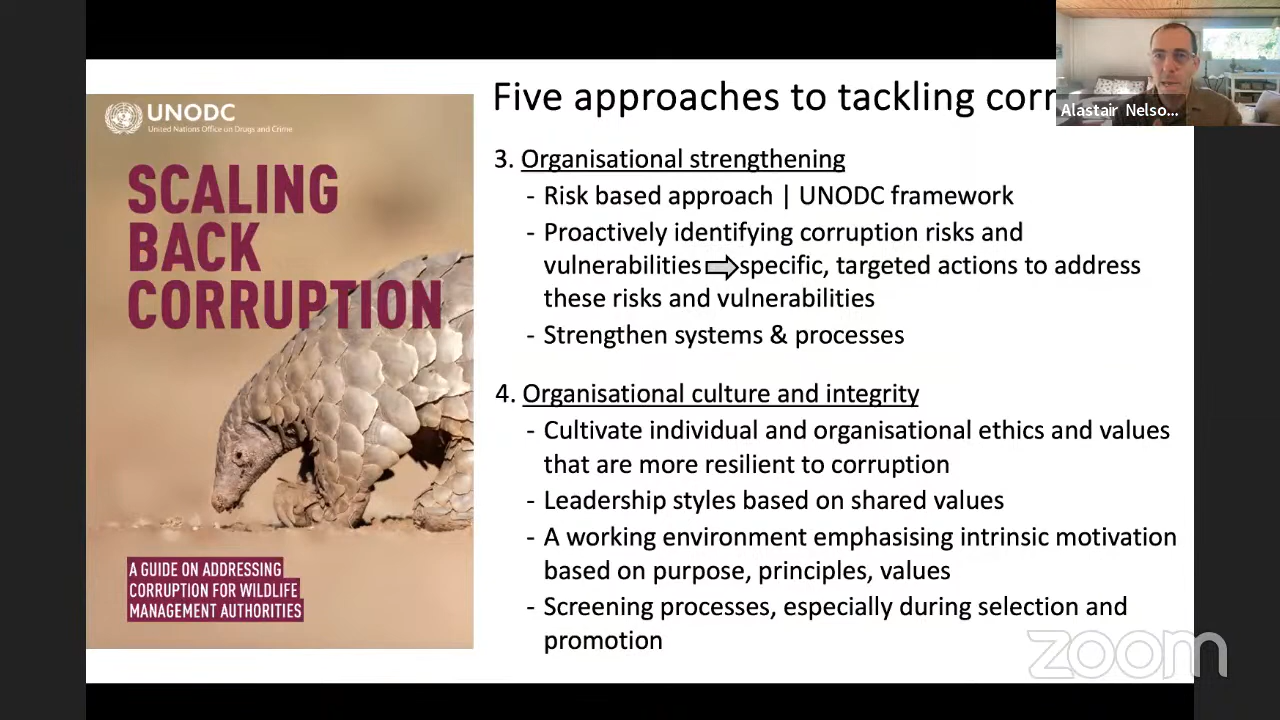 UNODC
United Nations Office on Drugs and Crime
SCALING
BACK
CORRUPTION
A GUIDE ON ADDRESSING
CORRUPTION FOR WILDLIFE
MANAGEMENT AUTHORITIES
Five approaches to tackling corr
3. Organisational strengthening
- Risk based approach | UNODC framework
- Proactively identifying corruption risks and
vulnerabilities specific, targeted actions to address
these risks and vulnerabilities
- Strengthen systems & processes
4. Organisational culture and integrity
- Cultivate individual and organisational ethics and values
that are more resilient to corruption
- Leadership styles based on shared values
- A working environment emphasising intrinsic motivation
based on purpose, principles, values
- Screening processes, especially during selection and
promotion
Alastair Nelso...
zoom